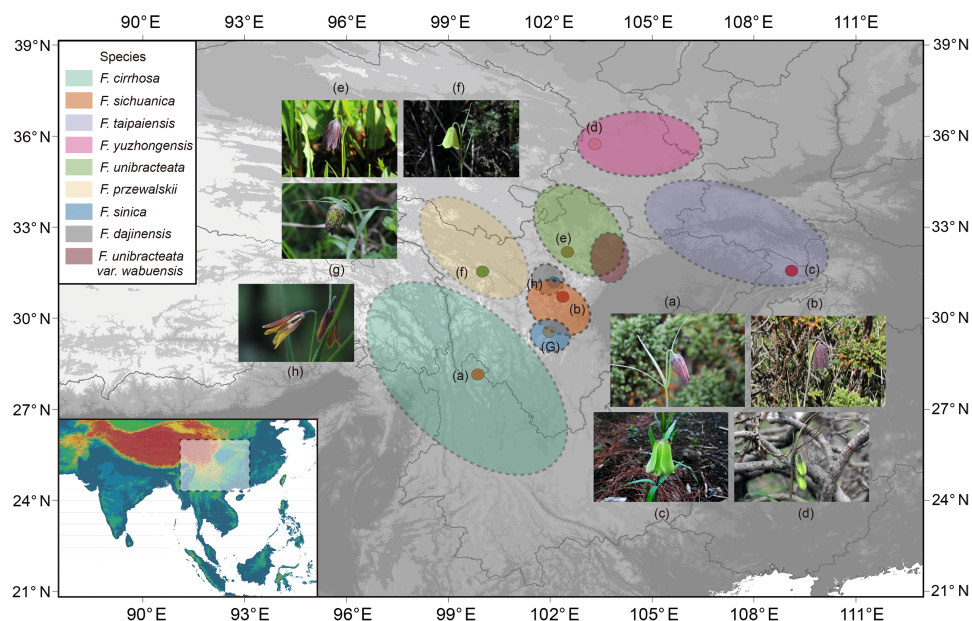 90° E 93° E 96° E 99° E 102° E 105° E 108° E 111° E
39° N
36° N
33° N
30° N
27° N
24° N
21° N
39° N
36° N
33° N
30° N
27° N
24° N
21° N
Species
F. cirrhosa
F. sichuanica
F. taipaiensis
F. yuzhongensis
F. unibracteata
F. przewalskii
F. sinica
F. dajinensis
F. unibracteata
var. wabuensis
(e)
(f)
(g)
(h)
(d)
(e)
(f)
(h)
(b)
(G)
(a)
(c)
(a)
(b)
(c)
(d)
90° E 93° E 96° E 99° E 102° E 105° E 108° E 111° E